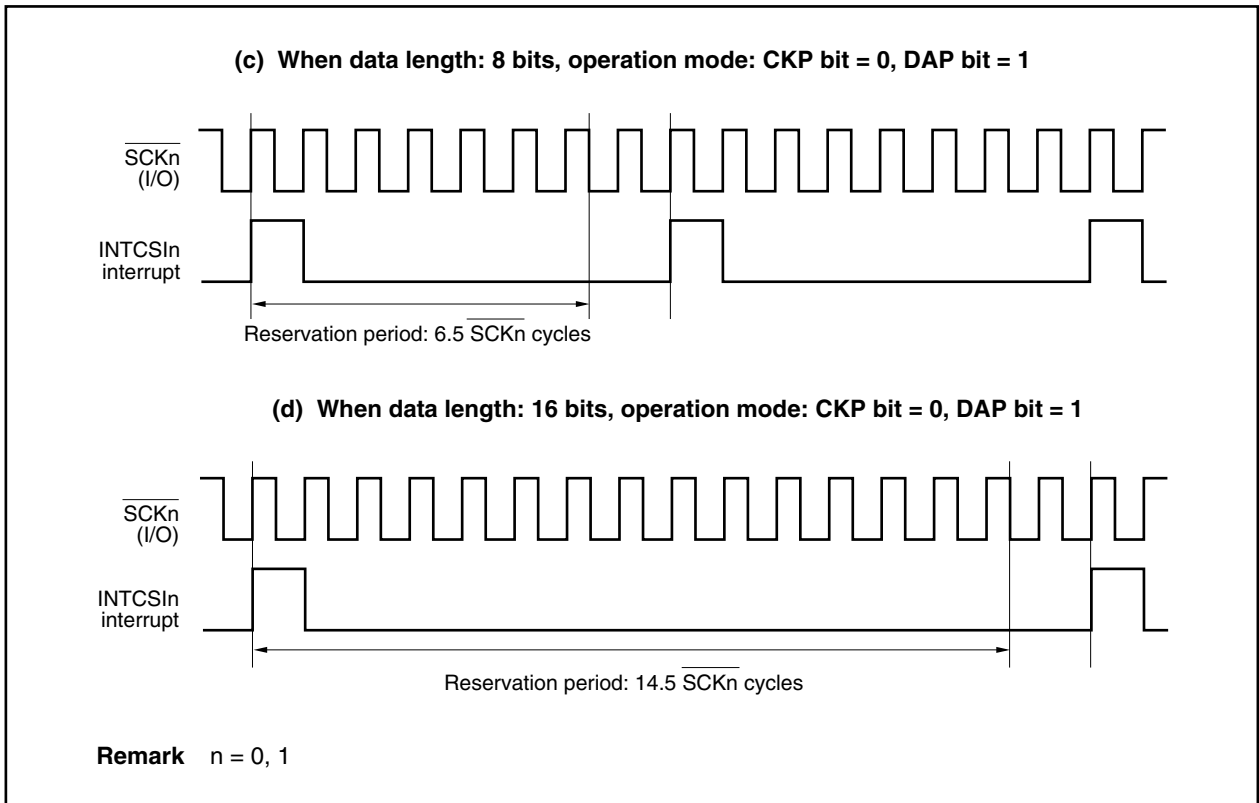 (c) When data length: 8 bits, operation mode: CKP bit = 0, DAP bit = 1
SCKn
(I/O)
INTCSIn
interrupt
Reservation period: 6.5 SCKn cycles
(d) When data length: 16 bits, operation mode: CKP bit = 0, DAP bit = 1
SCKn
(I/O)
INTCSIn
interrupt
Reservation period: 14.5 SCKn cycles
Remark n = 0, 1